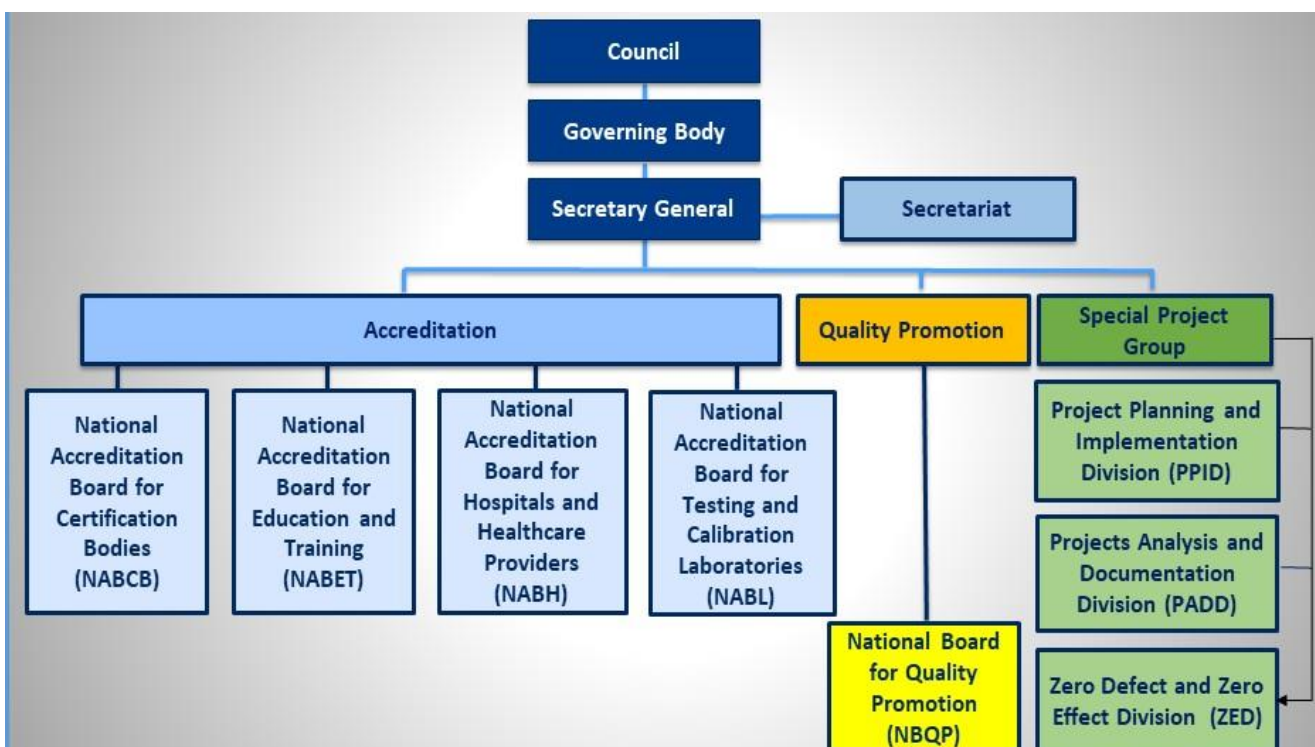 Council
Governing Body
Secretary General
Secretariat
Accreditation
Quality Promotion
Special Project
Group
National
Accreditation
Board for
Certification
Bodies
(NABCB)
National
Accreditation
Board for
Education and
Training
(NABET)
National
Accreditation
Board for
Hospitals and
Healthcare
Providers
(NABH)
National
Accreditation
Board for
Testing and
Calibration
Laboratories
(NABL)
National Board
for Quality
Promotion
(NBQP)
Project Planning and
Implementation
Division (PPID)
Projects Analysis and
Documentation
Division (PADD)
Zero Defect and Zero
Effect Division (ZED)